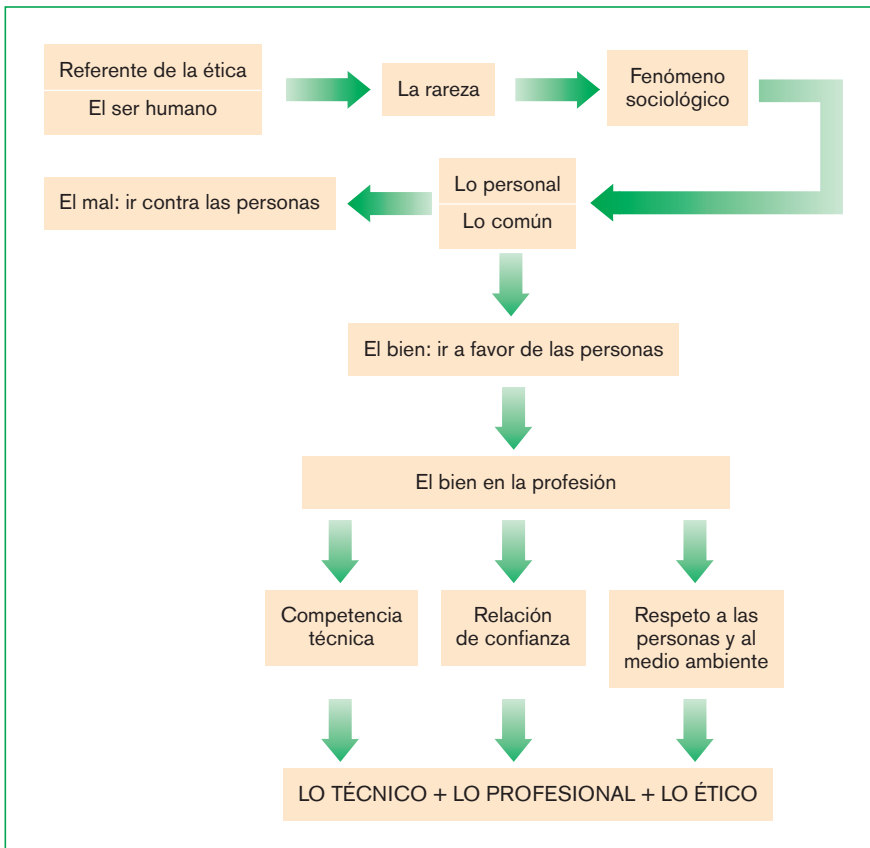 Referente de la ética
El ser humano
La rareza
Fenómeno
sociológico
El mal: ir contra las personas
Lo personal
Lo común
El bien: ir a favor de las personas
El bien en la profesión
Competencia
técnica
Relación
de confianza
Respeto a las
personas y al
medio ambiente
LO TÉCNICO + LO PROFESIONAL + LO ÉTICO